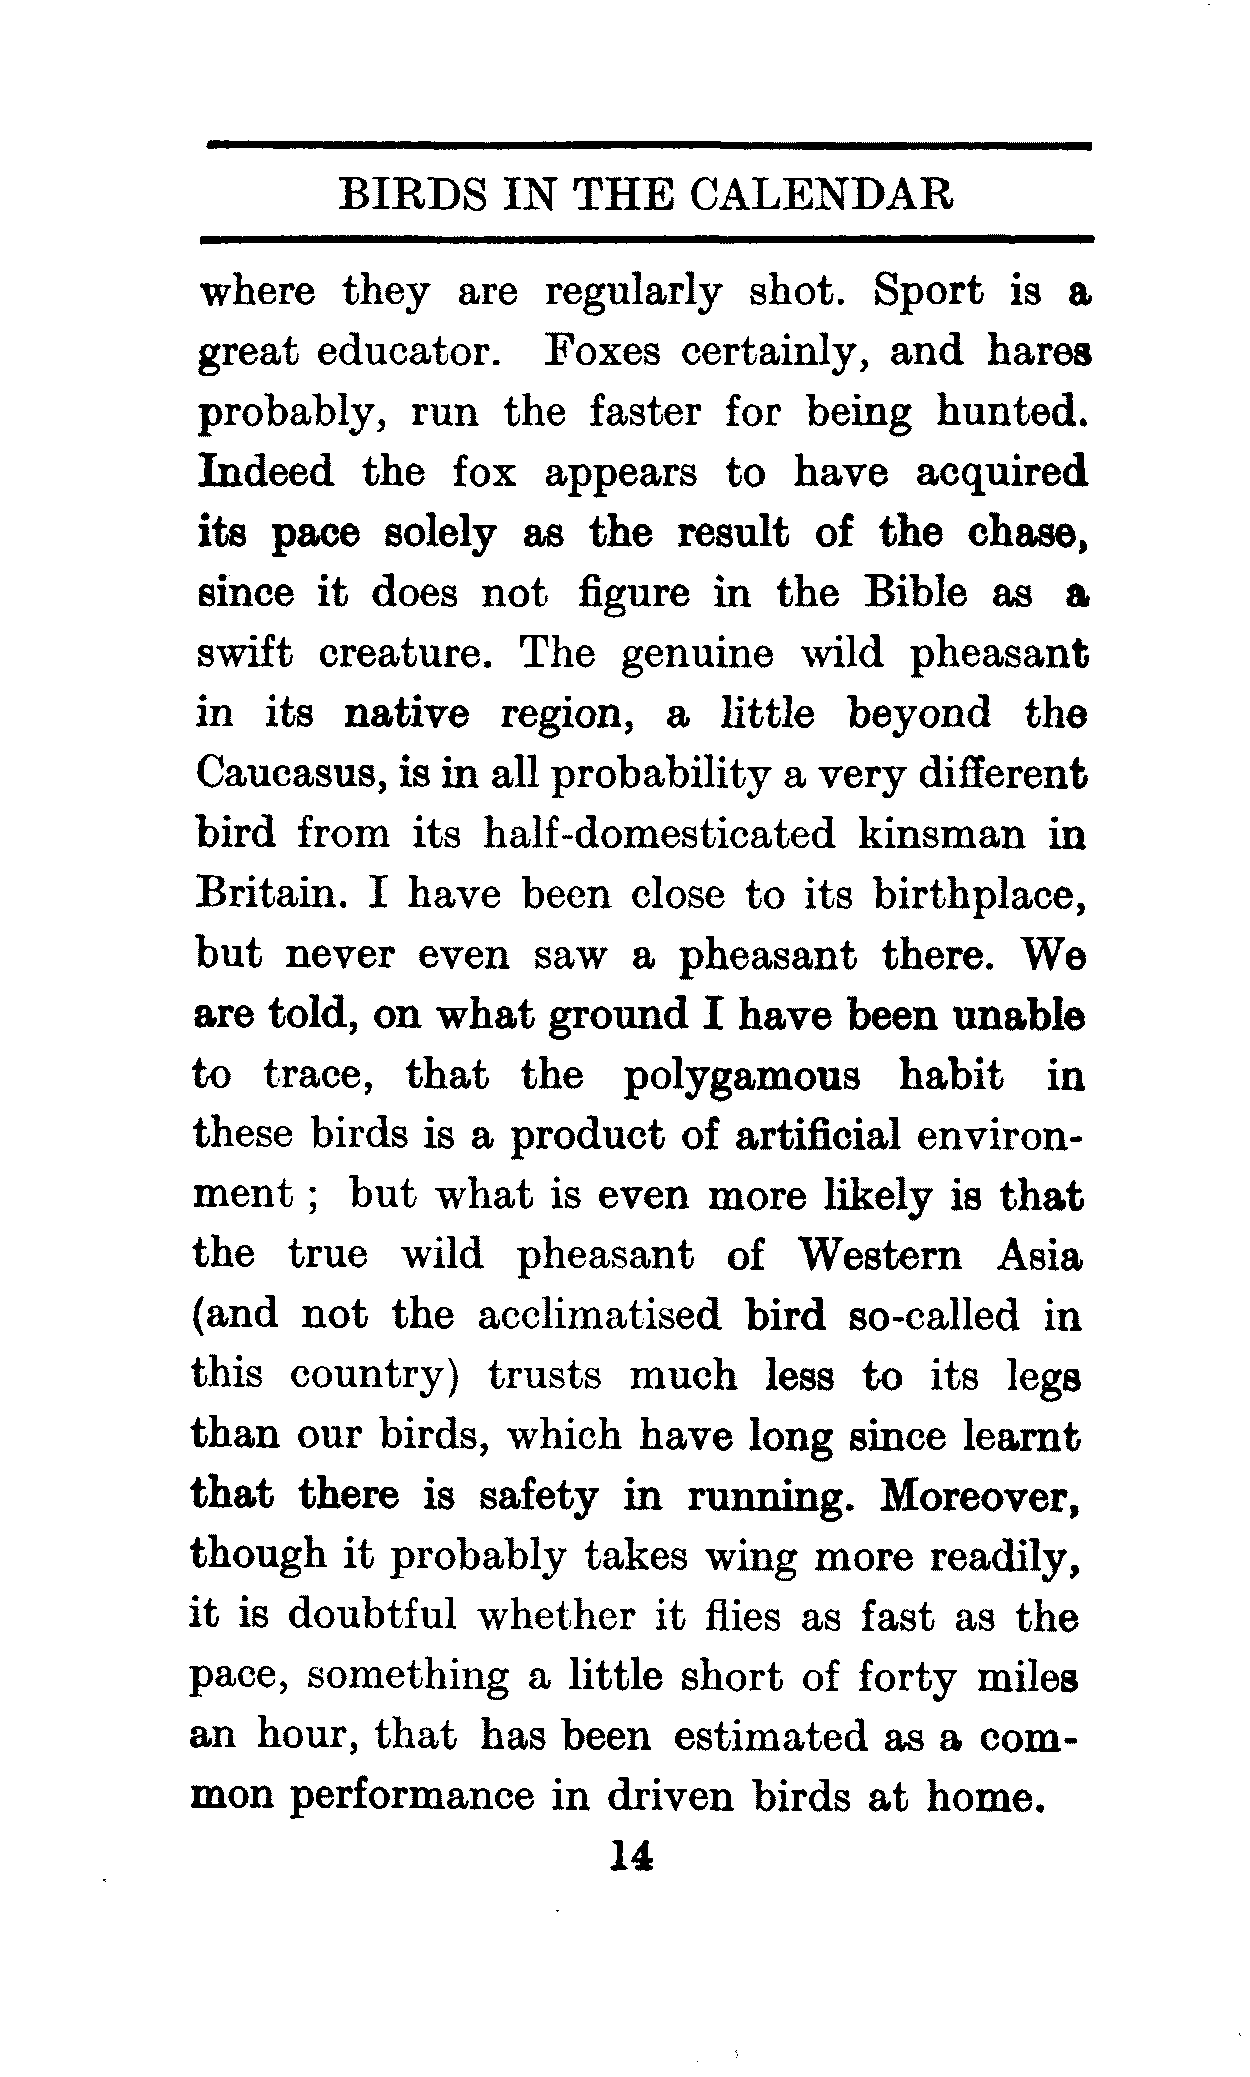 BIRDS IN THE CALENDAR
where they are regularly shot. Sport is a
great educator. Foxes certainly, and hares
probably, run the faster for being hunted.
Indeed the fox appears to have acquired
its pace solely as the result of the chase,
since it does not figure in the Bible as a
swift creature. The genuine wild pheasant
in its native region, a little beyond the
Caucasus, is in all probability a very different
bird from its half-domesticated kinsman in
Britain. I have been close to its birthplace,
but never even saw a pheasant there. We
are told, on what ground I have been unable
to trace, that the polygamous habit in
these birds is a product of artificial environ-
ment ; but what is even more likely is that
the true wild pheasant of Western Asia
(and not the acclimatised bird so-called in
this country) trusts much less to its legs
than our birds, which have long since learnt
that there is safety in running. Moreover,
though it probably takes wing more readily,
it is doubtful whether it flies as fast as the
pace, something a little short of forty miles
an hour, that has been estimated as a com-
mon performance in driven birds at home.
14